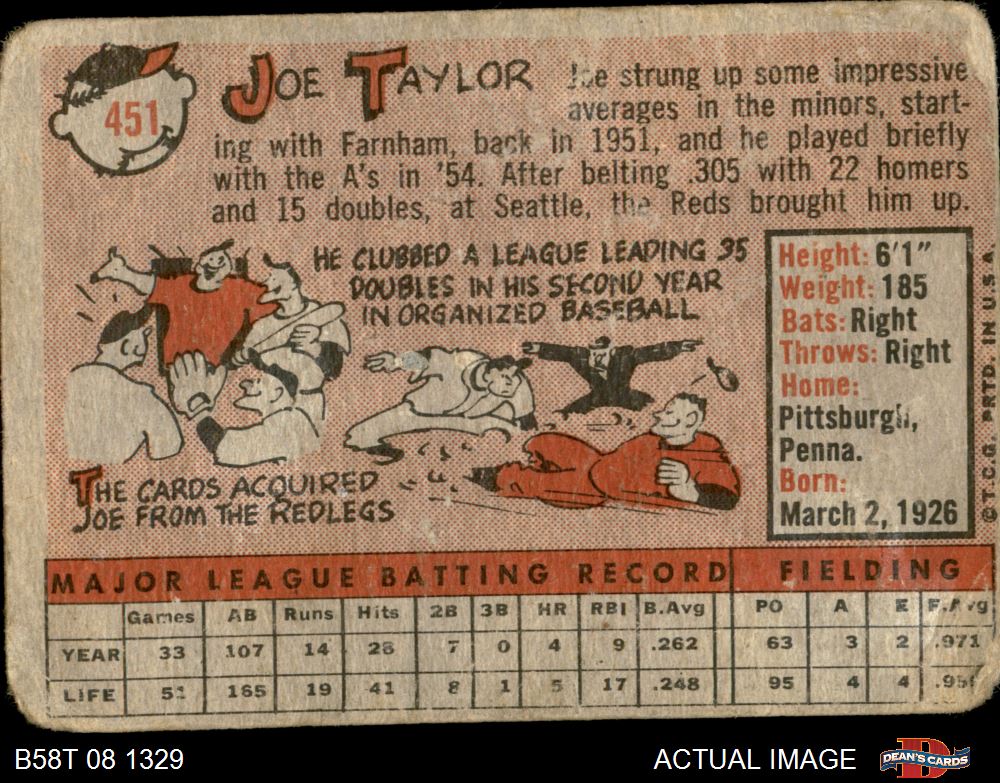 451
JOE TAYLOR
Joe strung up some impressive
averages in the minors, start-
ing with Farnham, back in 1951, and he played briefly
with the A's in '54. After belting .305 with 22 homers
and 15 doubles, at Seattle, the Reds brought him up.
HE CLUBBED A LEAGUE LEADING 35
DOUBLES IN HIS SECOND YEAR
IN ORGANIZED BASEBALL
THE CARDS ACQUIRED
JOE FROM THE REDLEGS
Height: 6'1"
Weight: 185
Bats: Right
Throws: Right
Home:
Pittsburgh,
Penna.
Born:
March 2, 1926
©T.C.G. PRTD. IN U.S.A.
MAJOR LEAGUE BATTING RECORD FIELDING
Games AB Runs Hits 2B 3B HR RBI B.Avg PO A E F.Avg
YEAR 33 107 14 28 7 0 4 9 .262 63 3 2 .971
LIFE 165 19 41 8 1 5 17 .248 95 4 4
B58T 08 1329
ACTUAL IMAGE
DEAN'S CARDS